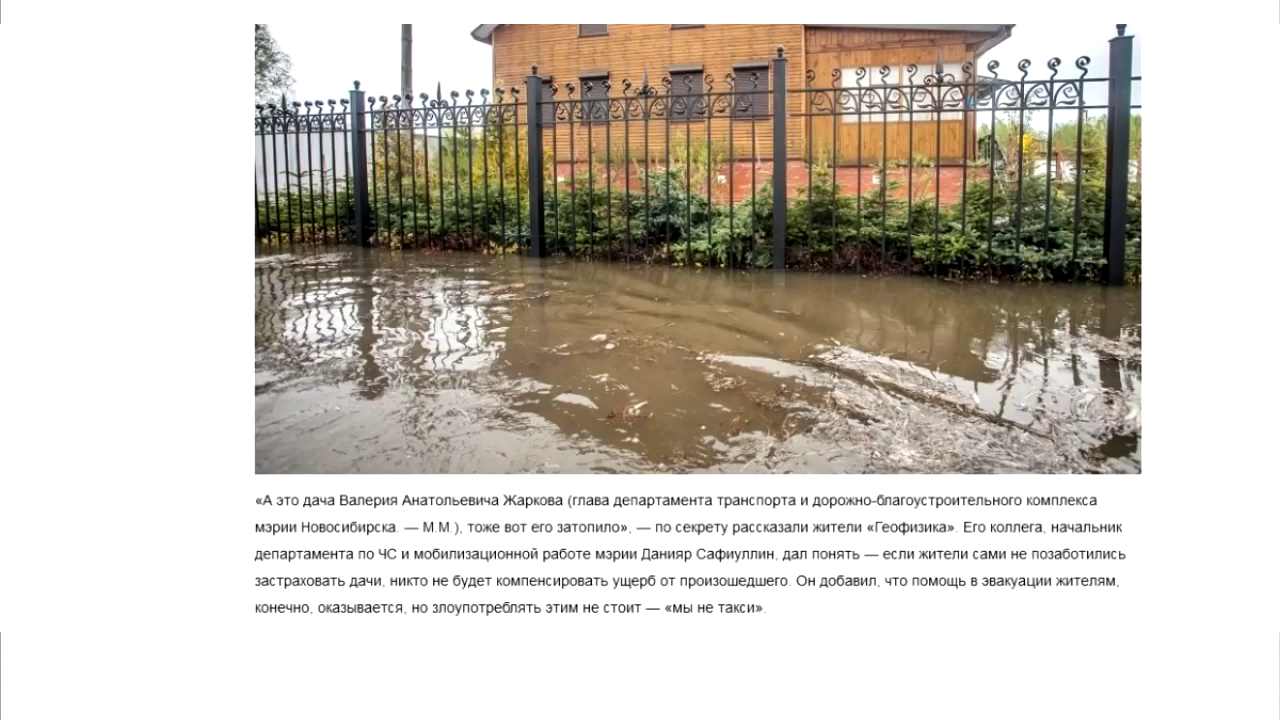 «А это дача Валерия Анатольевича Жаркова (глава департамента транспорта и дорожно-благоустроительного комплекса
мэрии Новосибирска. — М.М.), тоже вот его затопило», — по секрету рассказали жители «Геофизика». Его коллега, начальник
департамента по ЧС и мобилизационной работе мэрии Данияр Сафиуллин, дал понять — если жители сами не позаботились
застраховать дачи, никто не будет компенсировать ущерб от произошедшего. Он добавил, что помощь в эвакуации жителям,
конечно, оказывается, но злоупотреблять этим не стоит — «мы не такси».